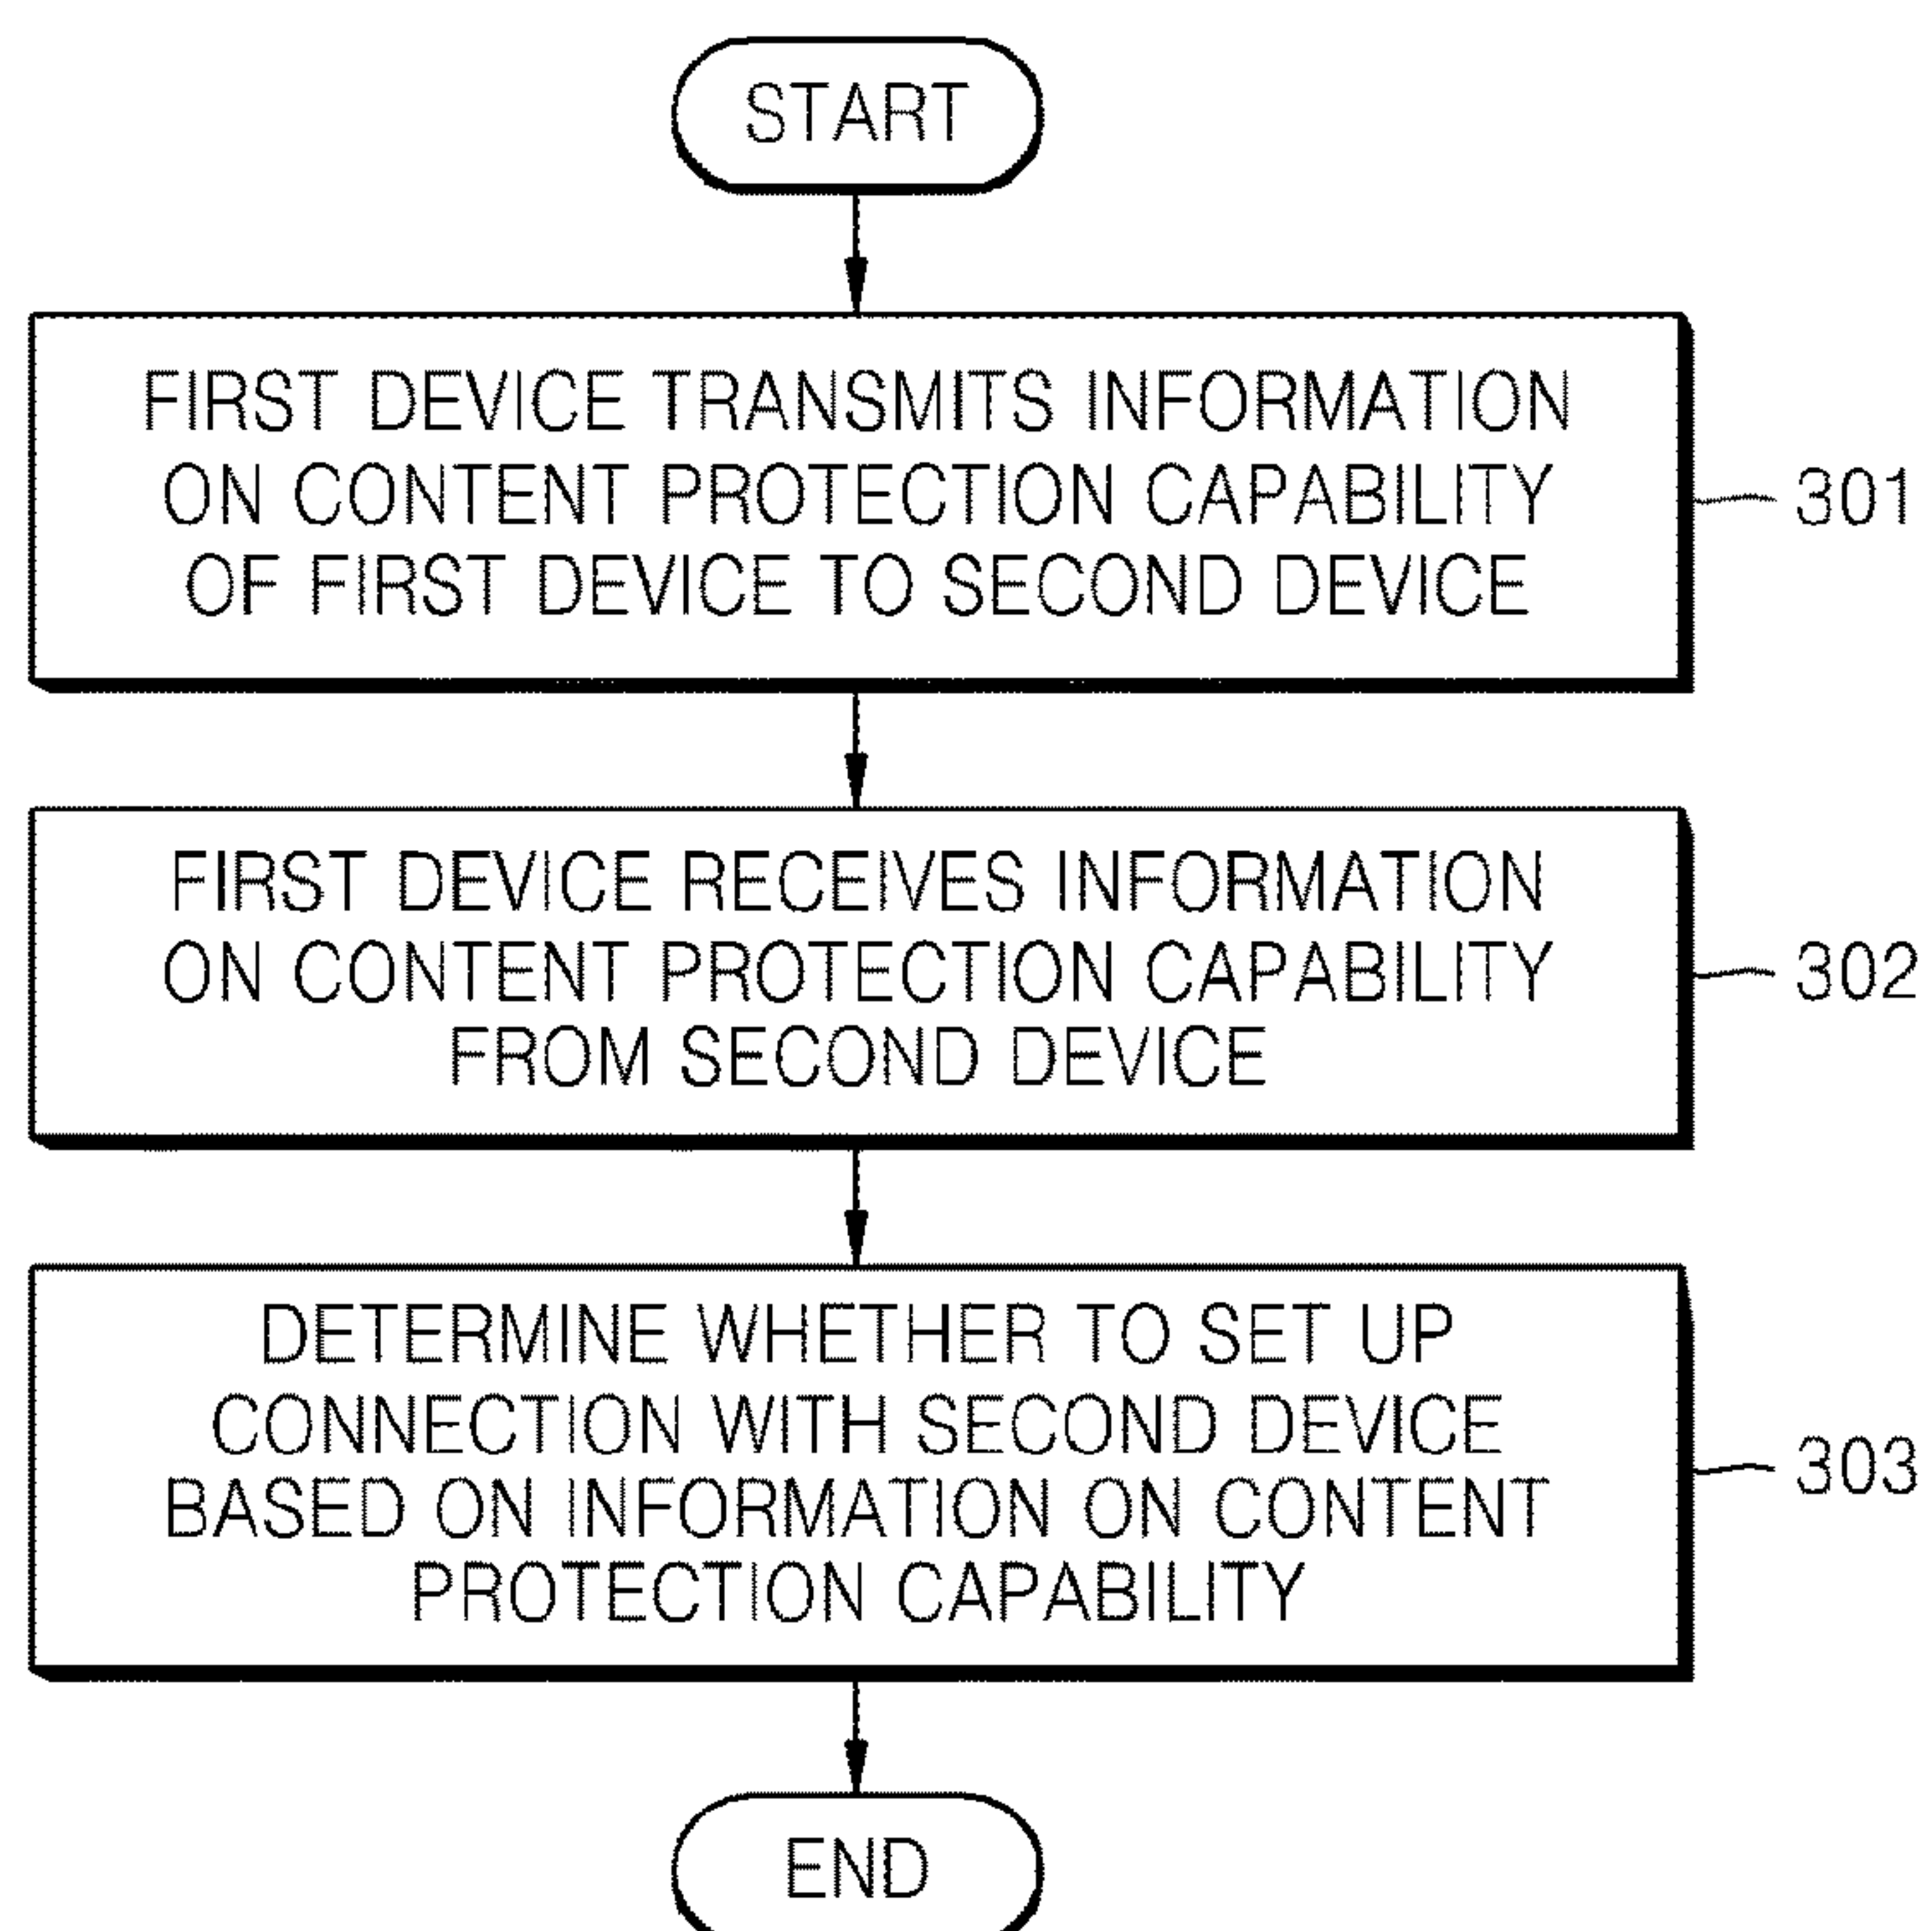 START
FIRST DEVICE TRANSMITS INFORMATION
ON CONTENT PROTECTION CAPABILITY
OF FIRST DEVICE TO SECOND DEVICE
301
FIRST DEVICE RECEIVES INFORMATION
ON CONTENT PROTECTION CAPABILITY
FROM SECOND DEVICE
302
DETERMINE WHETHER TO SET UP
CONNECTION WITH SECOND DEVICE
BASED ON INFORMATION ON CONTENT
PROTECTION CAPABILITY
303
END